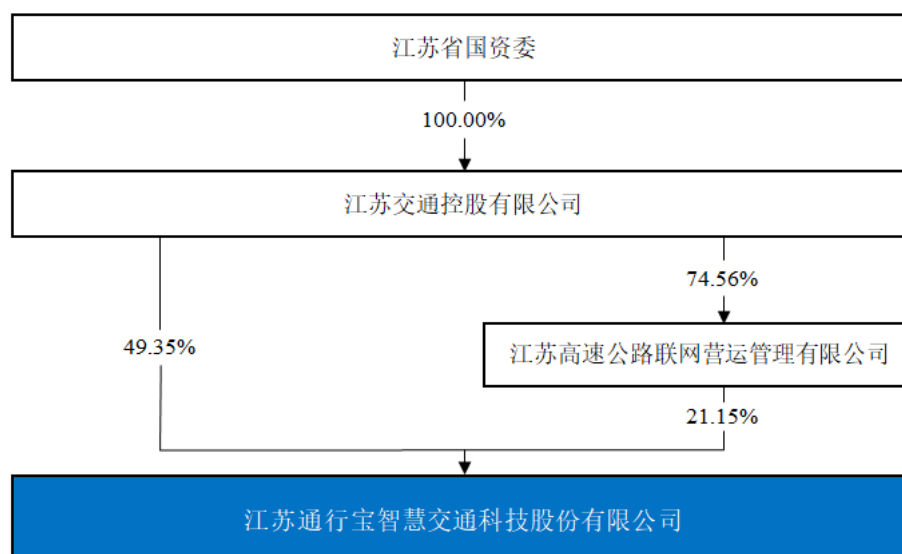 江苏省国资委
100.00%
江苏交通控股有限公司
74.56%
49.35%
江苏高速公路联网营运管理有限公司
21.15%
江苏通行宝智慧交通科技股份有限公司